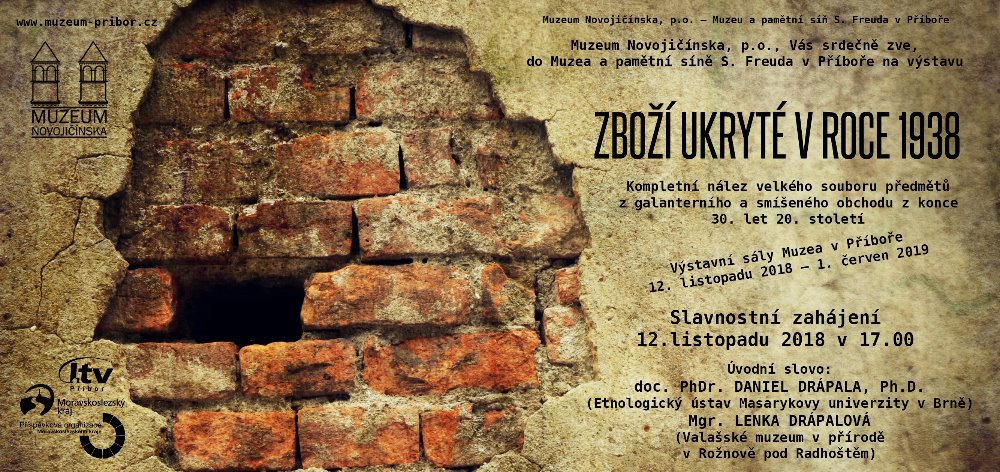 www.muzeum-pribor.cz
MUZEUM
NOVOJIČÍNSKA
Muzeum Novojičínska, p.o. – Muzeu a pamětní síň S. Freuda v Příboře
Muzeum Novojičínska, p.o., Vás srdečně zve,
do Muzea a pamětní síně S. Freuda v Příboře na výstavu
ZBOŽÍ UKRYTÉ V ROCE 1938
Kompletní nález velkého souboru předmětů
z galanterního a smíšeného obchodu z konce
30. let 20. století
Výstavní sály Muzea v Příboře
12. listopadu 2018 – 1. červen 2019
Slavnostní zahájení
12.listopadu 2018 v 17.00
Úvodní slovo:
doc. PhDr. DANIEL DRÁPALA, Ph.D.
(Etnologický ústav Masarykovy univerzity v Brně)
Mgr. LENKA DRÁPALOVÁ
(Valašské muzeum v přírodě
v Rožnově pod Radhoštěm)
l.tv
Příbor
Moravskoslezský
kraj
Příspěvková organizace
Moravskoslezského kraje